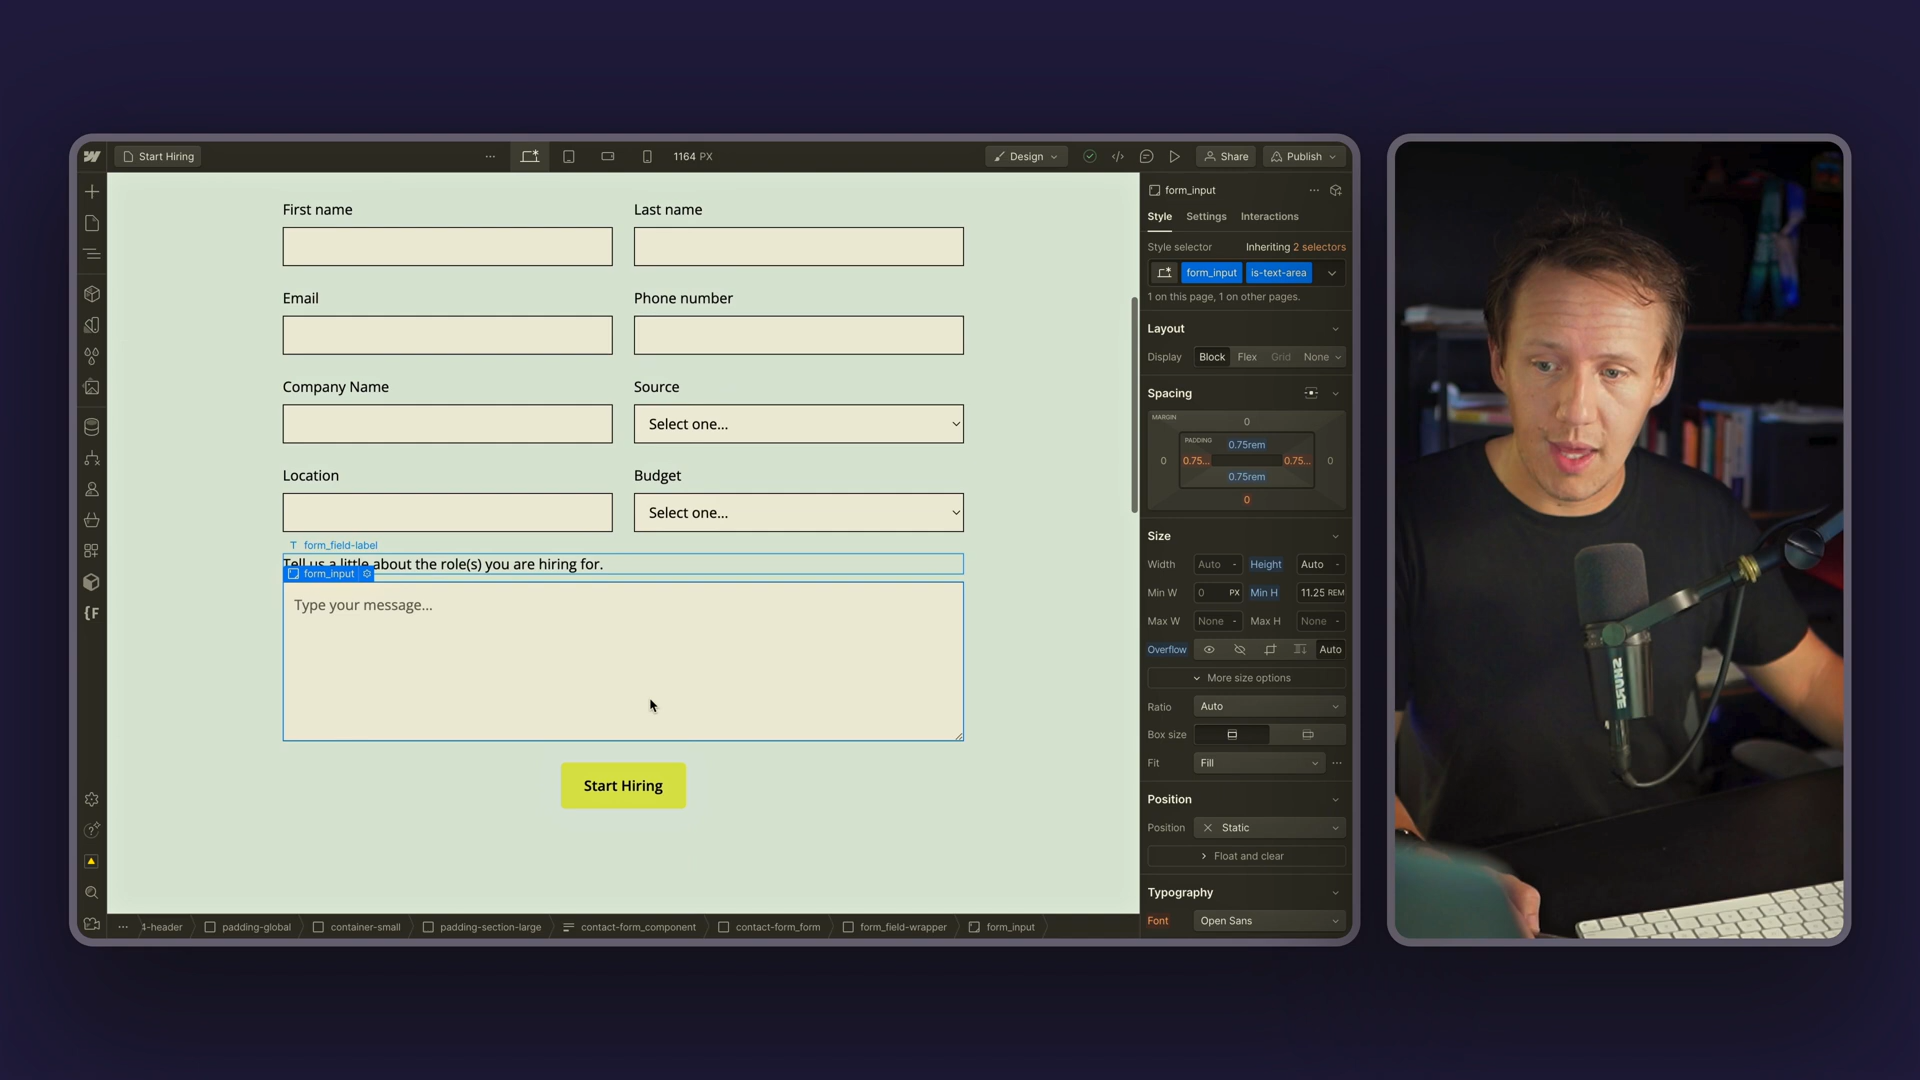 Start Hiring
1164 PX
Design
Share
Publish
First name
Last name
Email
Phone number
Company Name
Source
Select one...
Location
Budget
Select one...
form_field-label
Tell us a little about the role(s) you are hiring for.
form_input
Type your message...
Start Hiring
4-header
padding-global
container-small
padding-section-large
contact-form_component
contact-form_form
form_field-wrapper
form_input
form_input
Style Settings Interactions
Style selector Inheriting 2 selectors
form_input is-text-area
1 on this page, 1 on other pages.
Layout
Display Block Flex Grid None
Spacing
MARGIN
0
PADDING
0.75rem
0 0.75... 0.75... 0
0.75rem
0
Size
Width Auto - Height Auto -
Min W 0 PX Min H 11.25 REM
Max W None - Max H None -
Overflow Auto
More size options
Ratio Auto
Box size
Fit Fill
Position
Position Static
Float and clear
Typography
Font Open Sans
SHURE